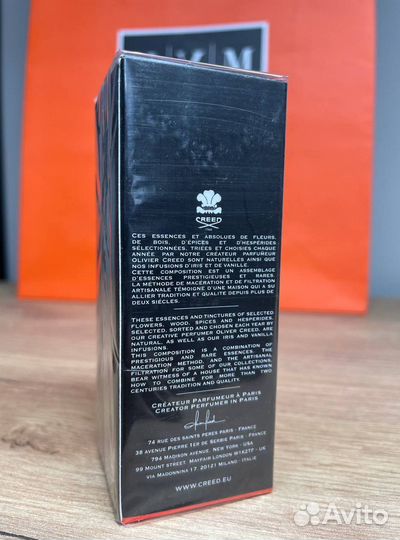 CREED
CES ESSENCES ET ABSOLUES DE FLEURS,
DE BOIS, D'ÉPICES ET D'HESPÉRIDES
SÉLECTIONNÉES, TRIÉES ET CHOISIES CHAQUE
ANNÉE PAR NOTRE CRÉATEUR PARFUMEUR
OLIVIER CREED SONT NATURELLES AINSI QUE
NOS INFUSIONS D'IRIS ET DE VANILLE.
CETTE COMPOSITION EST UN ASSEMBLAGE
D'ESSENCES PRESTIGIEUSES ET RARES.
LA MÉTHODE DE MACÉRATION ET DE FILTRATION
ARTISANALE TÉMOIGNE D'UNE MAISON QUI A SU
ALLIER TRADITION ET QUALITÉ DEPUIS PLUS DE
DEUX SIÈCLES.
THESE ESSENCES AND TINCTURES OF SELECTED
FLOWERS, WOOD, SPICES AND HESPERIDES,
SELECTED, SORTED AND CHOSEN EACH YEAR BY
OUR CREATIVE PERFUMER OLIVER CREED, ARE
NATURAL, AS WELL AS OUR IRIS AND VANILLA
INFUSIONS.
THIS COMPOSITION IS A COMBINATION OF
PRESTIGIOUS AND RARE ESSENCES. THE ARTISANAL
MACERATION METHOD, AND THE ARTISANAL
FILTRATION FOR SOME OF OUR COLLECTIONS,
BEAR WITNESS OF A HOUSE THAT HAS KNOWN
HOW TO COMBINE FOR MORE THAN TWO
CENTURIES TRADITION AND QUALITY.
CRÉATEUR PARFUMEUR À PARIS
CREATOR PERFUMER IN PARIS
74 RUE DES SAINTS PERES PARIS - FRANCE
38 AVENUE PIERRE 1ER DE SERBIE PARIS - FRANCE
794 MADISON AVENUE, NEW YORK - USA
99 MOUNT STREET, MAYFAIR LONDON W1K2TF - UK
VIA MADONNINA 17, 20121 MILANO - ITALIE
WWW.CREED.EU
Avito